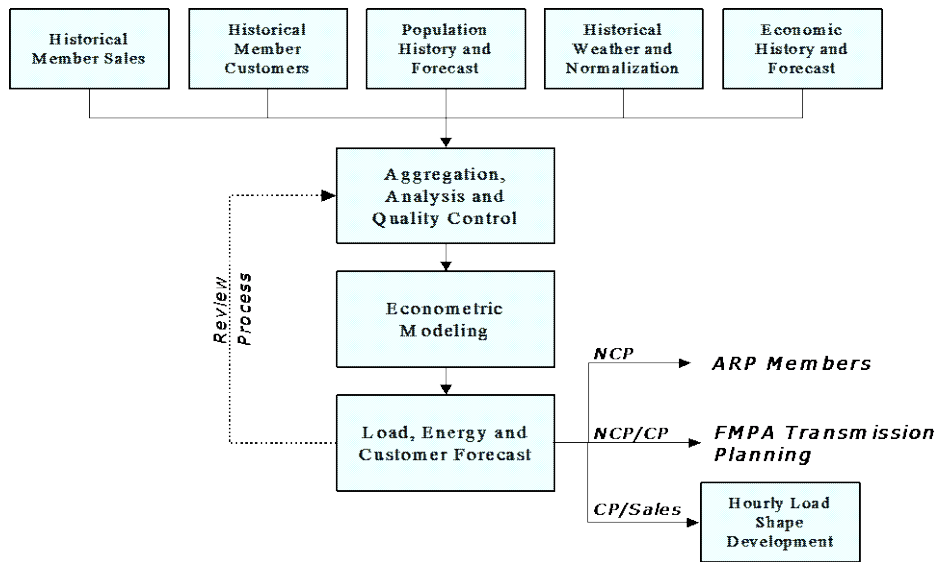 Historical
Member Sales
Historical
Member
Customers
Population
History and
Forecast
Historical
Weather and
Normalization
Economic
History and
Forecast
Aggregation,
Analysis and
Quality Control
Review
Process
Econometric
Modeling
Load, Energy and
Customer Forecast
NCP
ARP Members
NCP/CP
FMPA Transmission
Planning
CP/Sales
Hourly Load
Shape
Development